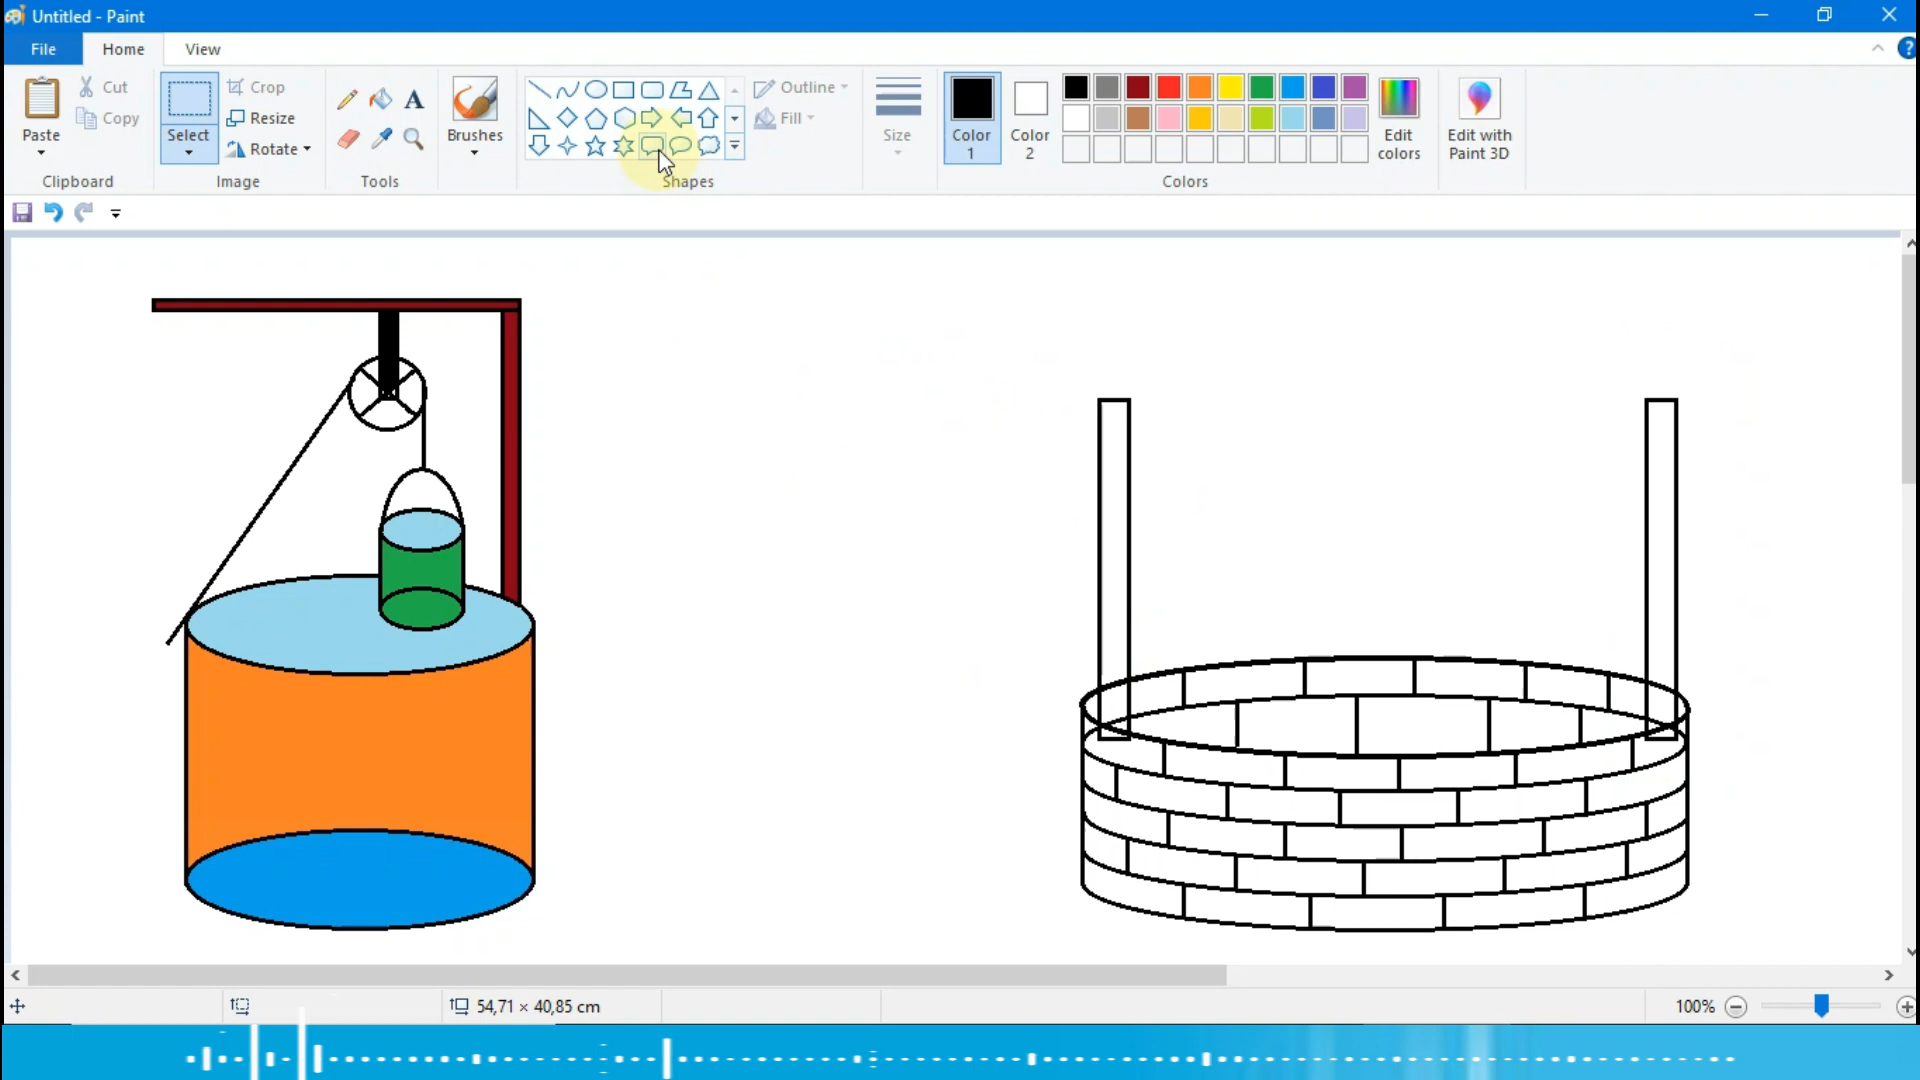 Untitled - Paint
File Home View
Paste Cut Copy Clipboard
Select Crop Resize Rotate Image
Tools
Brushes
Shapes
Outline Fill
Size
Color 1
Color 2
Colors
Edit colors
Edit with Paint 3D
54,71 × 40,85 cm
100%